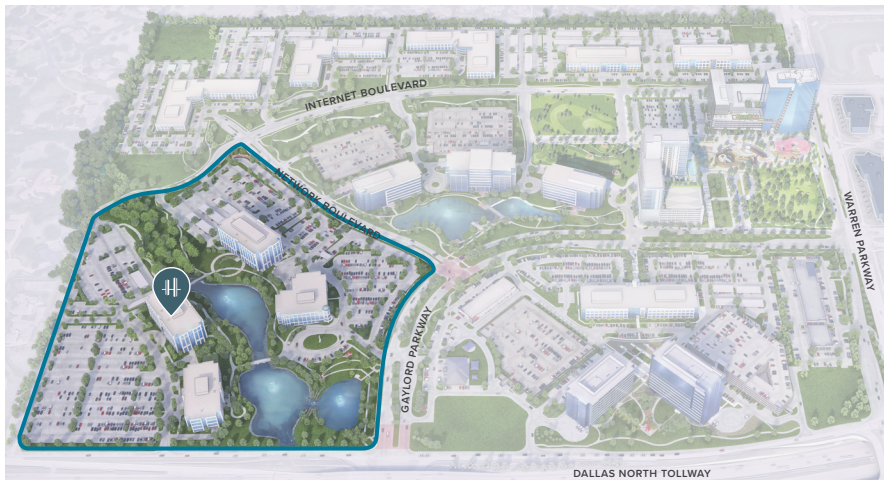 INTERNET BOULEVARD
NETWORK BOULEVARD
WARREN PARKWAY
GAYLORD PARKWAY
DALLAS NORTH TOLLWAY